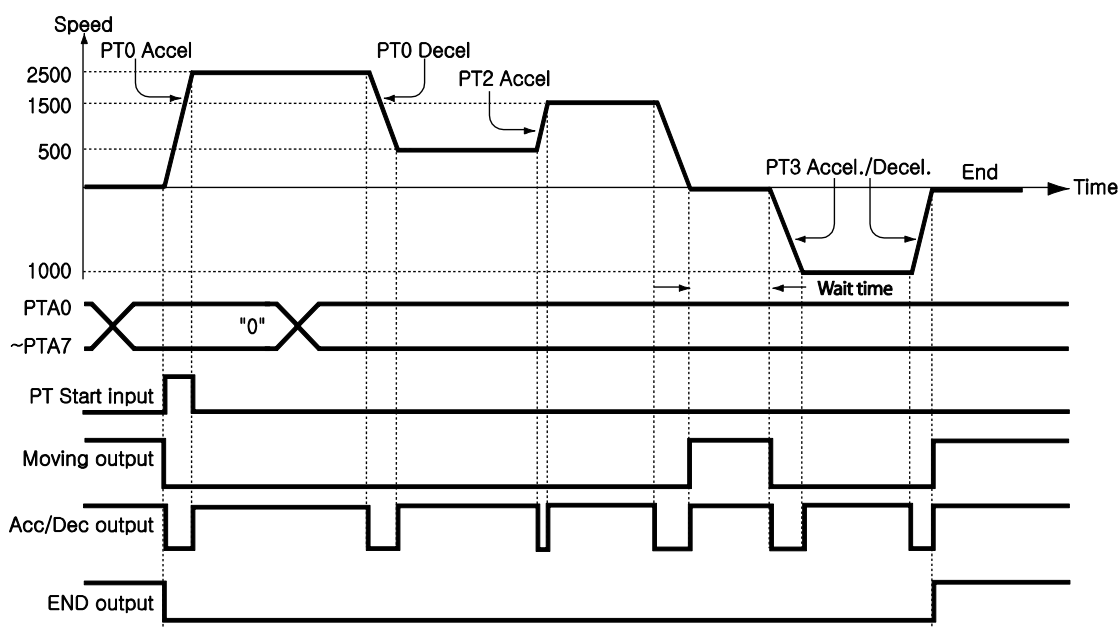 Speed
PT0 Accel
PT0 Decel
PT2 Accel
2500
1500
500
PT3 Accel./Decel.
End
Time
1000
Wait time
PTA0
"0"
~PTA7
PT Start input
Moving output
Acc/Dec output
END output